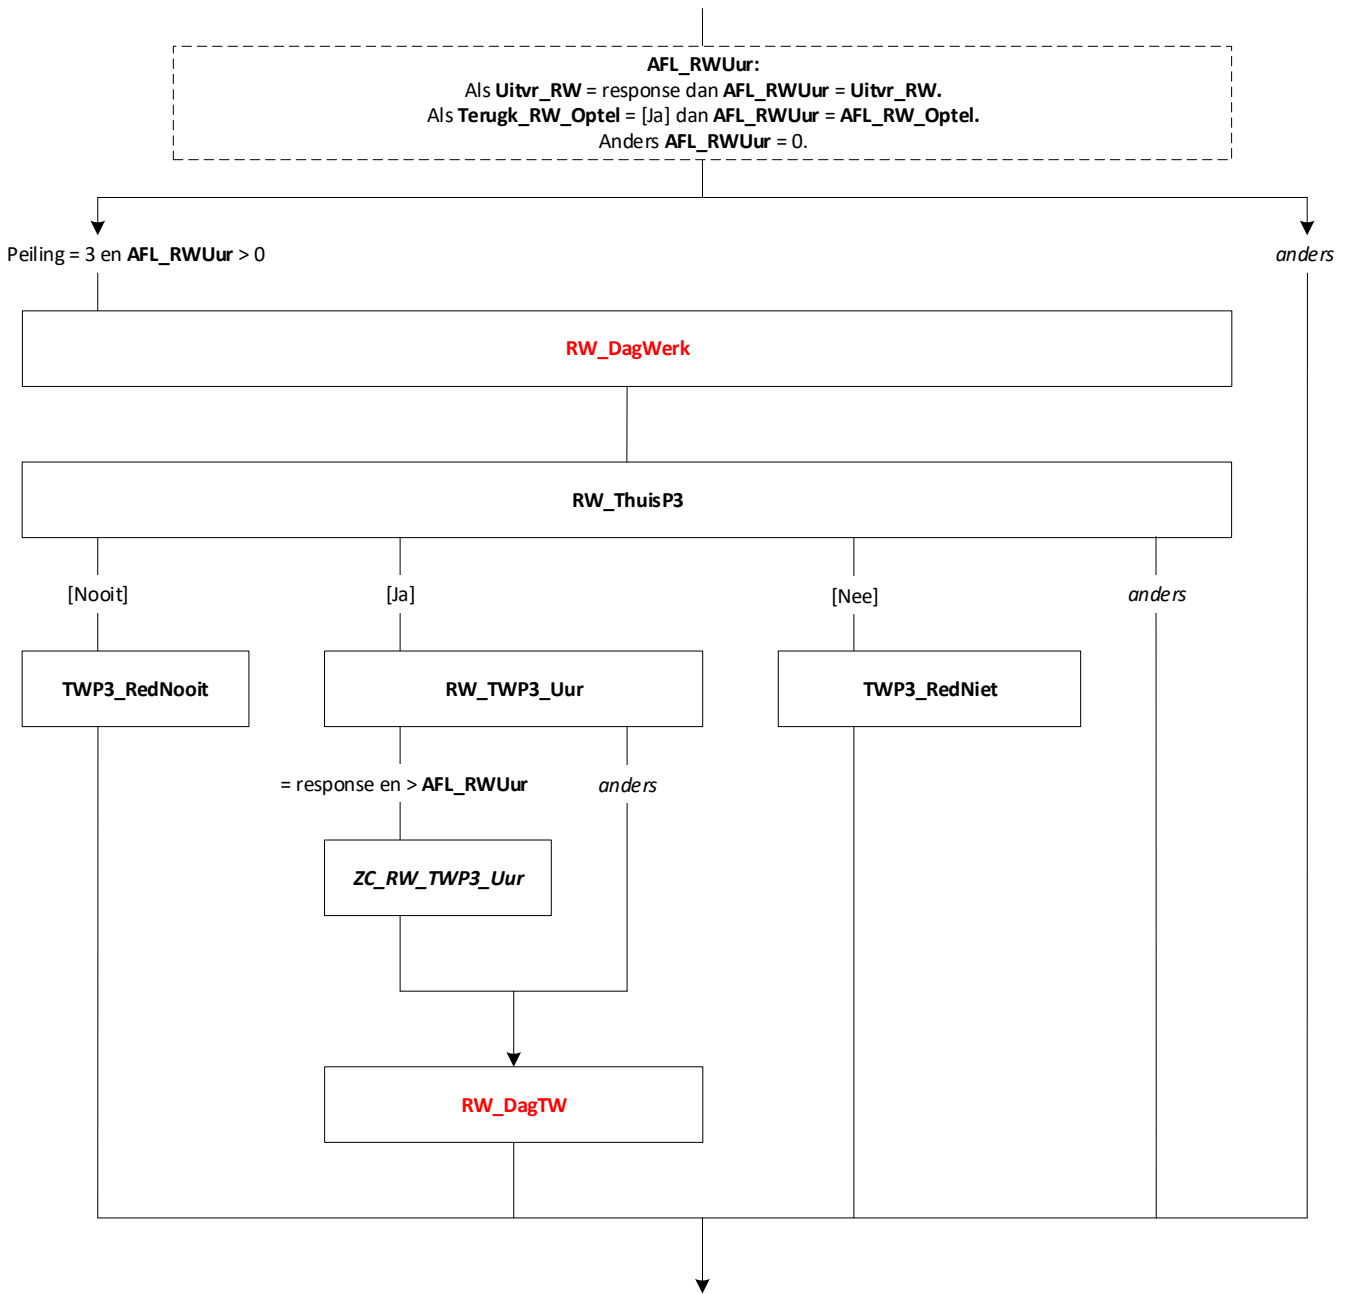 AFL_RWUur:
Als Uitvr_RW = response dan AFL_RWUur = Uitvr_RW.
Als Terugk_RW_Optel = [Ja] dan AFL_RWUur = AFL_RW_Optel.
Anders AFL_RWUur = 0.
Peiling = 3 en AFL_RWUur > 0
anders
RW_DagWerk
RW_ThuisP3
[Nooit]
[Ja]
[Nee]
anders
TWP3_RedNooit
RW_TWP3_Uur
TWP3_RedNiet
= response en > AFL_RWUur
anders
ZC_RW_TWP3_Uur
RW_DagTW